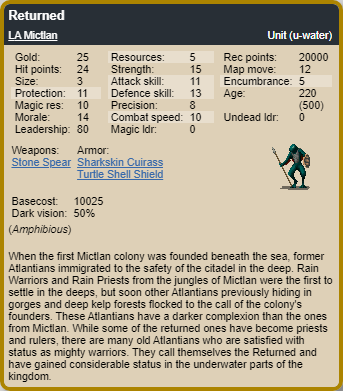 Returned
LA Mictlan Unit (u-water)
Gold: 25 Resources: 5 Rec points: 20000
Hit points: 24 Strength: 15 Map move: 12
Size: 3 Attack skill: 11 Encumbrance: 5
Protection: 11 Defence skill: 13 Age: 220
Magic res: 10 Precision: 8 (500)
Morale: 14 Combat speed: 10 Undead ldr: 0
Leadership: 80 Magic ldr: 0
Weapons: Armor:
Stone Spear Sharkskin Cuirass
Turtle Shell Shield
Basecost: 10025
Dark vision: 50%
(Amphibious)
When the first Mictlan colony was founded beneath the sea, former
Atlantians immigrated to the safety of the citadel in the deep. Rain
Warriors and Rain Priests from the jungles of Mictlan were the first to
settle in the deeps, but soon other Atlantians previously hiding in
gorges and deep kelp forests flocked to the call of the colony's
founders. These Atlantians have a darker complexion than the ones
from Mictlan. While some of the returned ones have become priests
and rulers, there are many old Atlantians who are satisfied with
status as mighty warriors. They call themselves the Returned and
have gained considerable status in the underwater parts of the
kingdom.